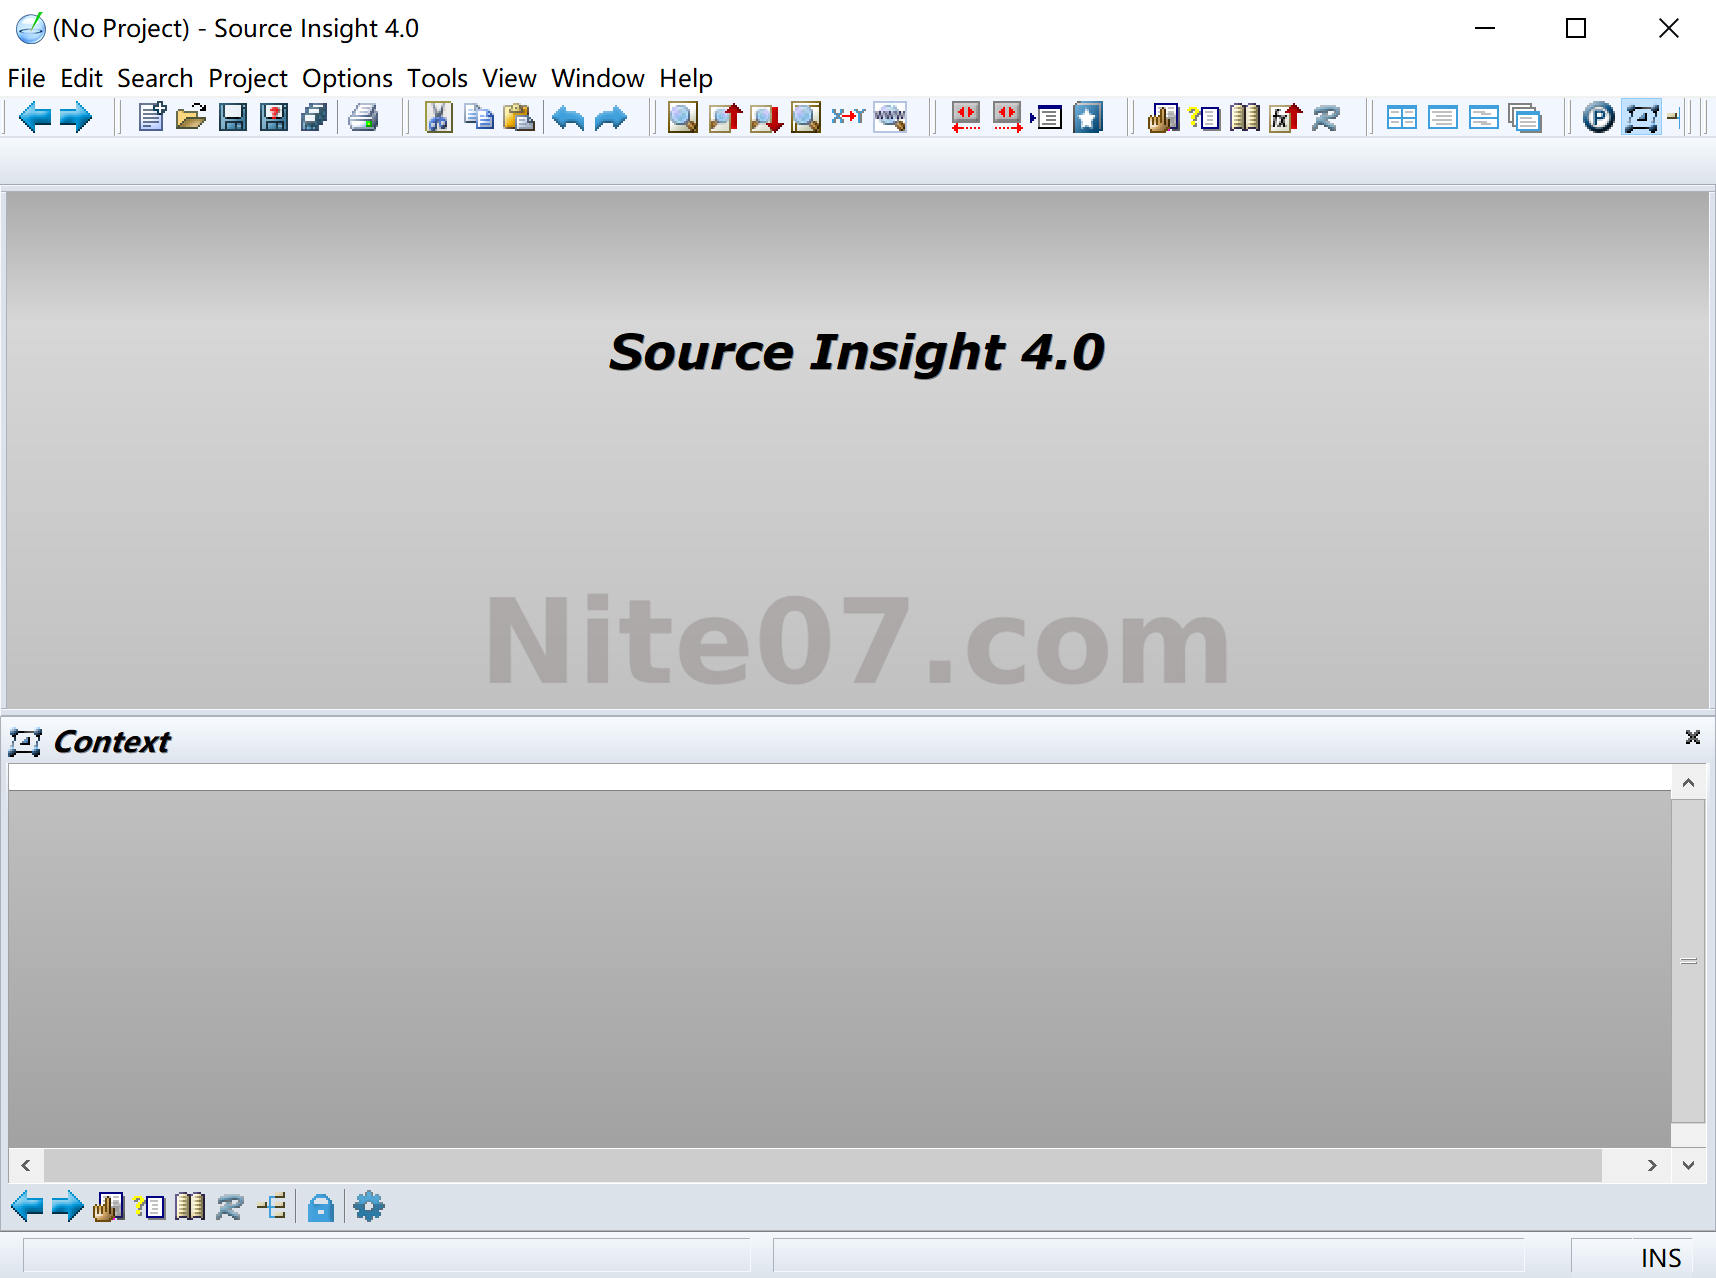 (No Project) - Source Insight 4.0
File Edit Search Project Options Tools View Window Help
Source Insight 4.0
Nite07.com
Context
INS